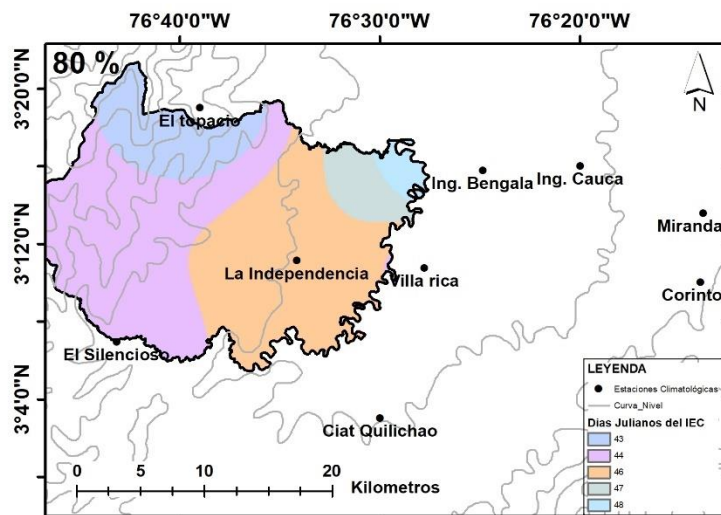 76°40'0"W 76°30'0"W 76°20'0"W
80 %
3°20'0"N
3°12'0"N
3°4'0"N
N
El topacio
Ing. Bengala
Ing. Cauca
Miranda
La Independencia
Villa rica
Corinto
El Silencioso
Ciat Quilichao
0 5 10 20
Kilometros
LEYENDA
Estaciones Climatológicas
Curva_Nivel
Dias Julianos del IEC
43
44
46
47
48